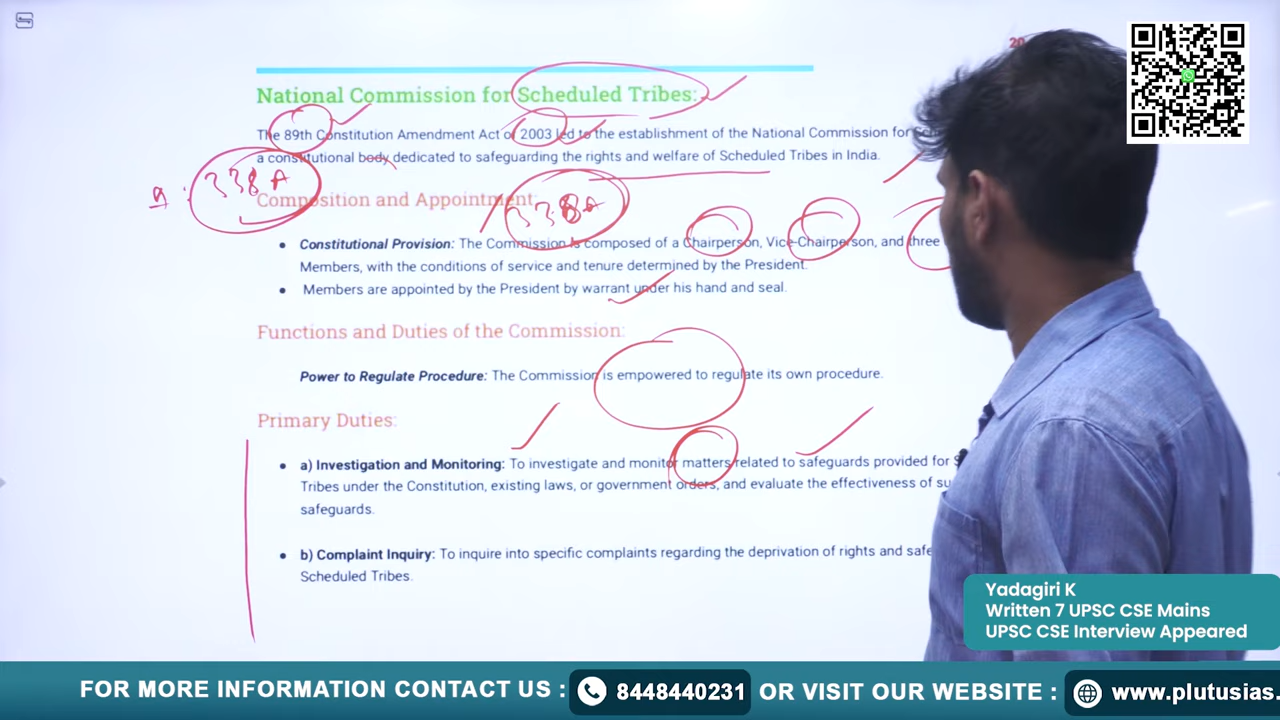 20
National Commission for Scheduled Tribes:
The 89th Constitution Amendment Act of 2003 led to the establishment of the National Commission for
a constitutional body dedicated to safeguarding the rights and welfare of Scheduled Tribes in India.
338 A
Composition and Appointment:
338A
Constitutional Provision: The Commission is composed of a Chairperson, Vice-Chairperson, and three
Members, with the conditions of service and tenure determined by the President.
Members are appointed by the President by warrant under his hand and seal.
Functions and Duties of the Commission:
Power to Regulate Procedure: The Commission is empowered to regulate its own procedure.
Primary Duties:
a) Investigation and Monitoring: To investigate and monitor matters related to safeguards provided for
Tribes under the Constitution, existing laws, or government orders, and evaluate the effectiveness of
safeguards.
b) Complaint Inquiry: To inquire into specific complaints regarding the deprivation of rights and
Scheduled Tribes.
Yadagiri K
Written 7 UPSC CSE Mains
UPSC CSE Interview Appeared
FOR MORE INFORMATION CONTACT US : 8448440231 OR VISIT OUR WEBSITE : www.plutusias.